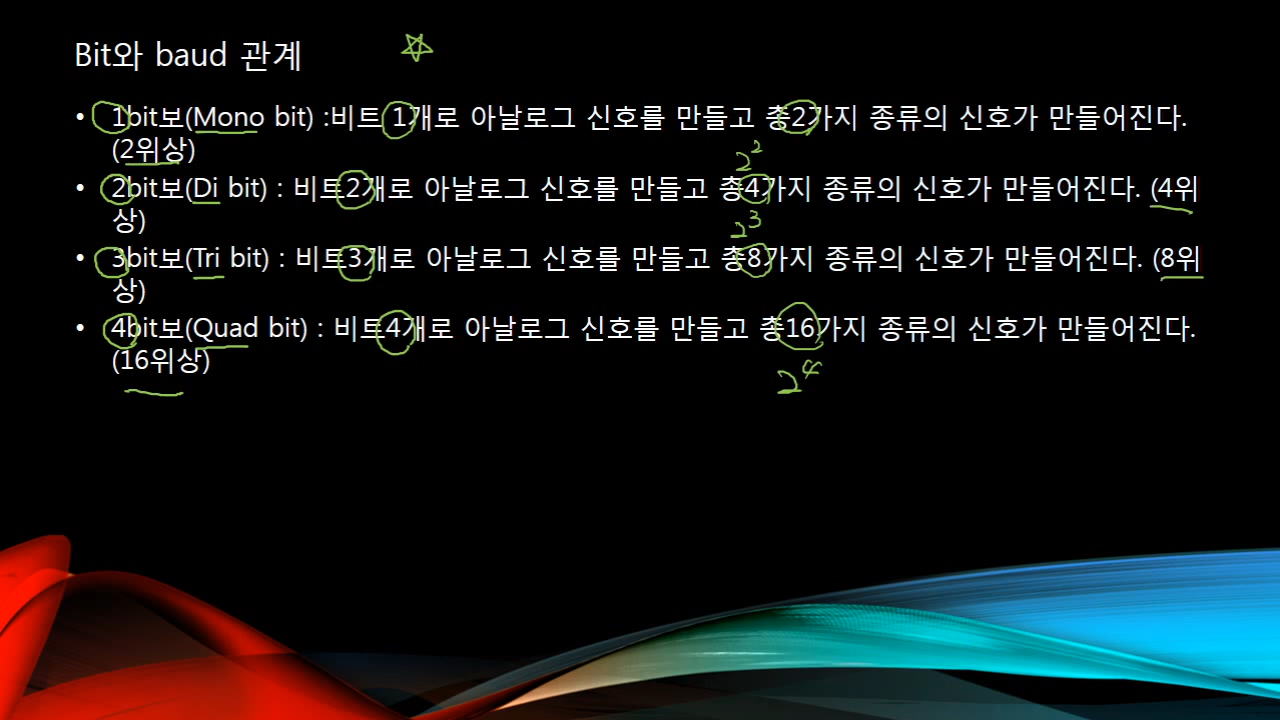 Bit와 baud 관계
• 1bit보(Mono bit) :비트 1개로 아날로그 신호를 만들고 총2가지 종류의 신호가 만들어진다.
(2위상)
2²
• 2bit보(Di bit) : 비트2개로 아날로그 신호를 만들고 총4가지 종류의 신호가 만들어진다. (4위
상)
2³
• 3bit보(Tri bit) : 비트3개로 아날로그 신호를 만들고 총8가지 종류의 신호가 만들어진다. (8위
상)
• 4bit보(Quad bit) : 비트4개로 아날로그 신호를 만들고 총16가지 종류의 신호가 만들어진다.
(16위상)
2⁴